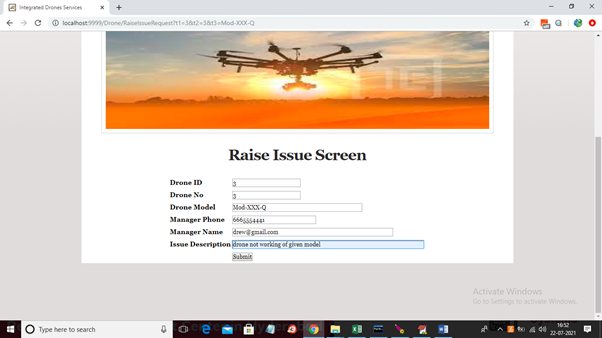 Integrated Drones Services
localhost:9999/Drone/RaiseIssueRequest?t1=3&t2=3&t3=Mod-XXX-Q
Raise Issue Screen
Drone ID 3
Drone No 3
Drone Model Mod-XXX-Q
Manager Phone 6665554441
Manager Name drew@gmail.com
Issue Description drone not working of given model
Submit
Activate Windows
Go to Settings to activate Windows.
Type here to search
16:52
22-07-2021